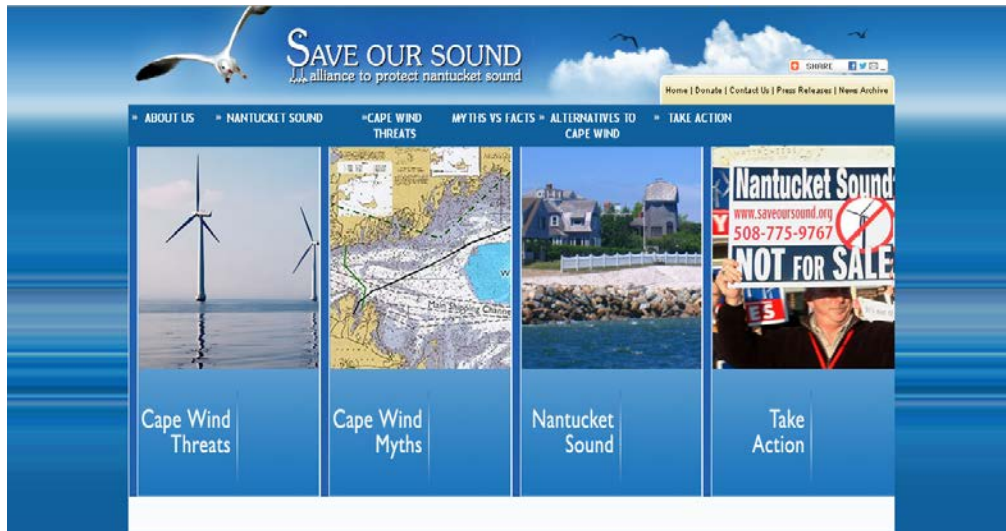 SAVE OUR SOUND
alliance to protect nantucket sound
SHARE
Home | Donate | Contact Us | Press Releases | News Archive
» ABOUT US » NANTUCKET SOUND »CAPE WIND THREATS MYTHS VS FACTS » ALTERNATIVES TO CAPE WIND » TAKE ACTION
Main Shipping Channel
W
Nantucket Sound
www.saveoursound.org
508-775-9767
NOT FOR SALE
ES
Cape Wind
Threats
Cape Wind
Myths
Nantucket
Sound
Take
Action